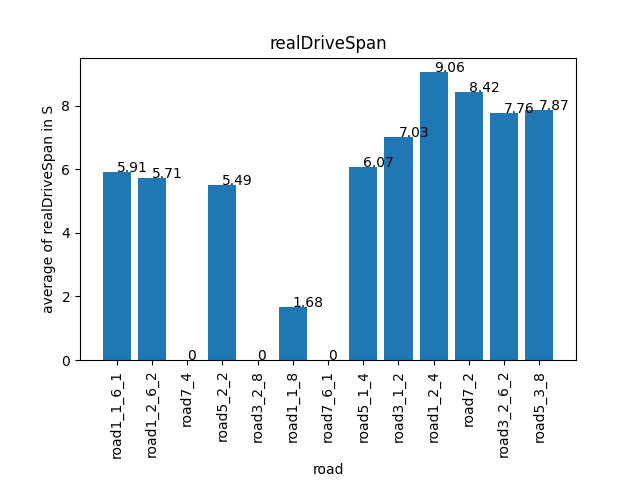 realDriveSpan
average of realDriveSpan in S
8
6
4
2
0
5.91
5.71
0
5.49
0
1.68
0
6.07
7.03
9.06
8.42
7.76
7.87
road1_1_6_1
road1_2_6_2
road7_4
road5_2_2
road3_2_8
road1_1_8
road7_6_1
road5_1_4
road3_1_2
road1_2_4
road7_2
road3_2_6_2
road5_3_8
road